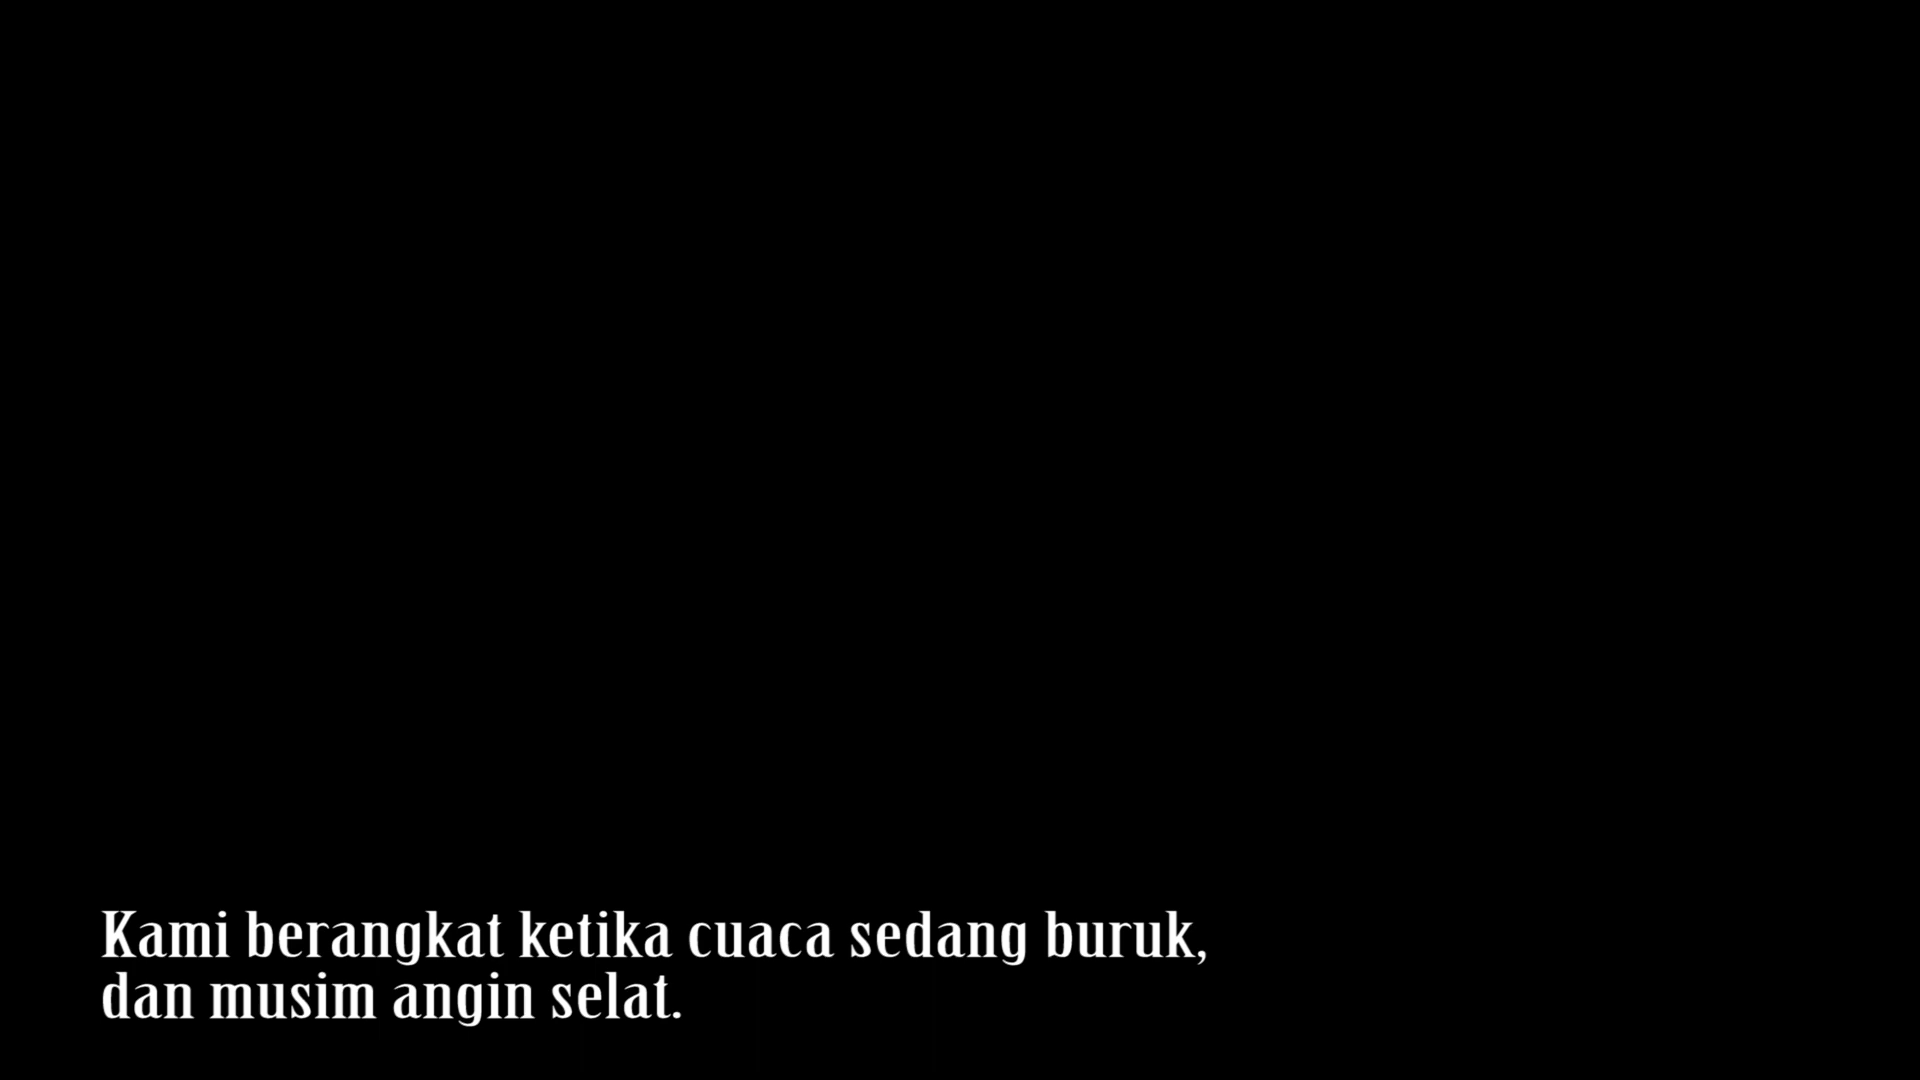 Kami berangkat ketika cuaca sedang buruk,
dan musim angin selat.